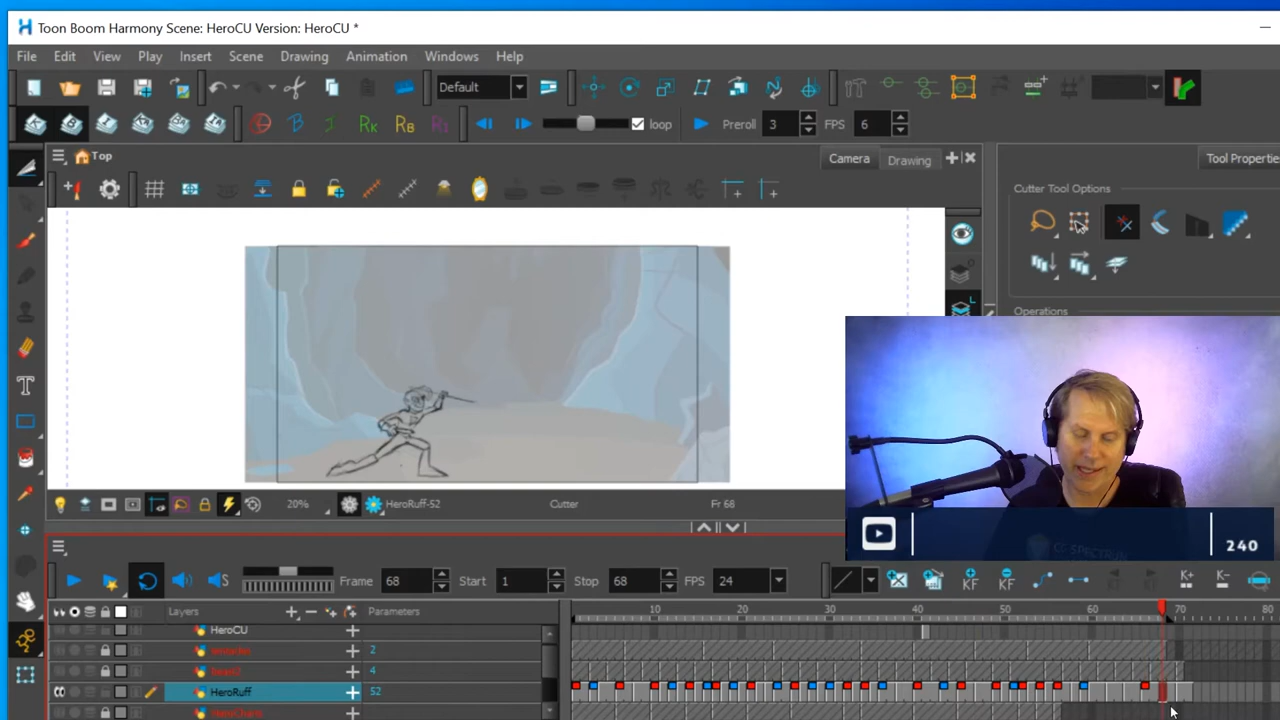 Toon Boom Harmony Scene: HeroCU Version: HeroCU *
File Edit View Play Insert Scene Drawing Animation Windows Help
Default
loop Preroll 3 FPS 6
Top Camera Drawing Tool Properties
Cutter Tool Options
Operations
20% HeroRuff-52 Cutter Fr 68
240
Frame 68 Start 1 Stop 68 FPS 24
Layers Parameters 10 20 30 40 50 60 70 80
HeroCU
2
4
HeroRuff 52